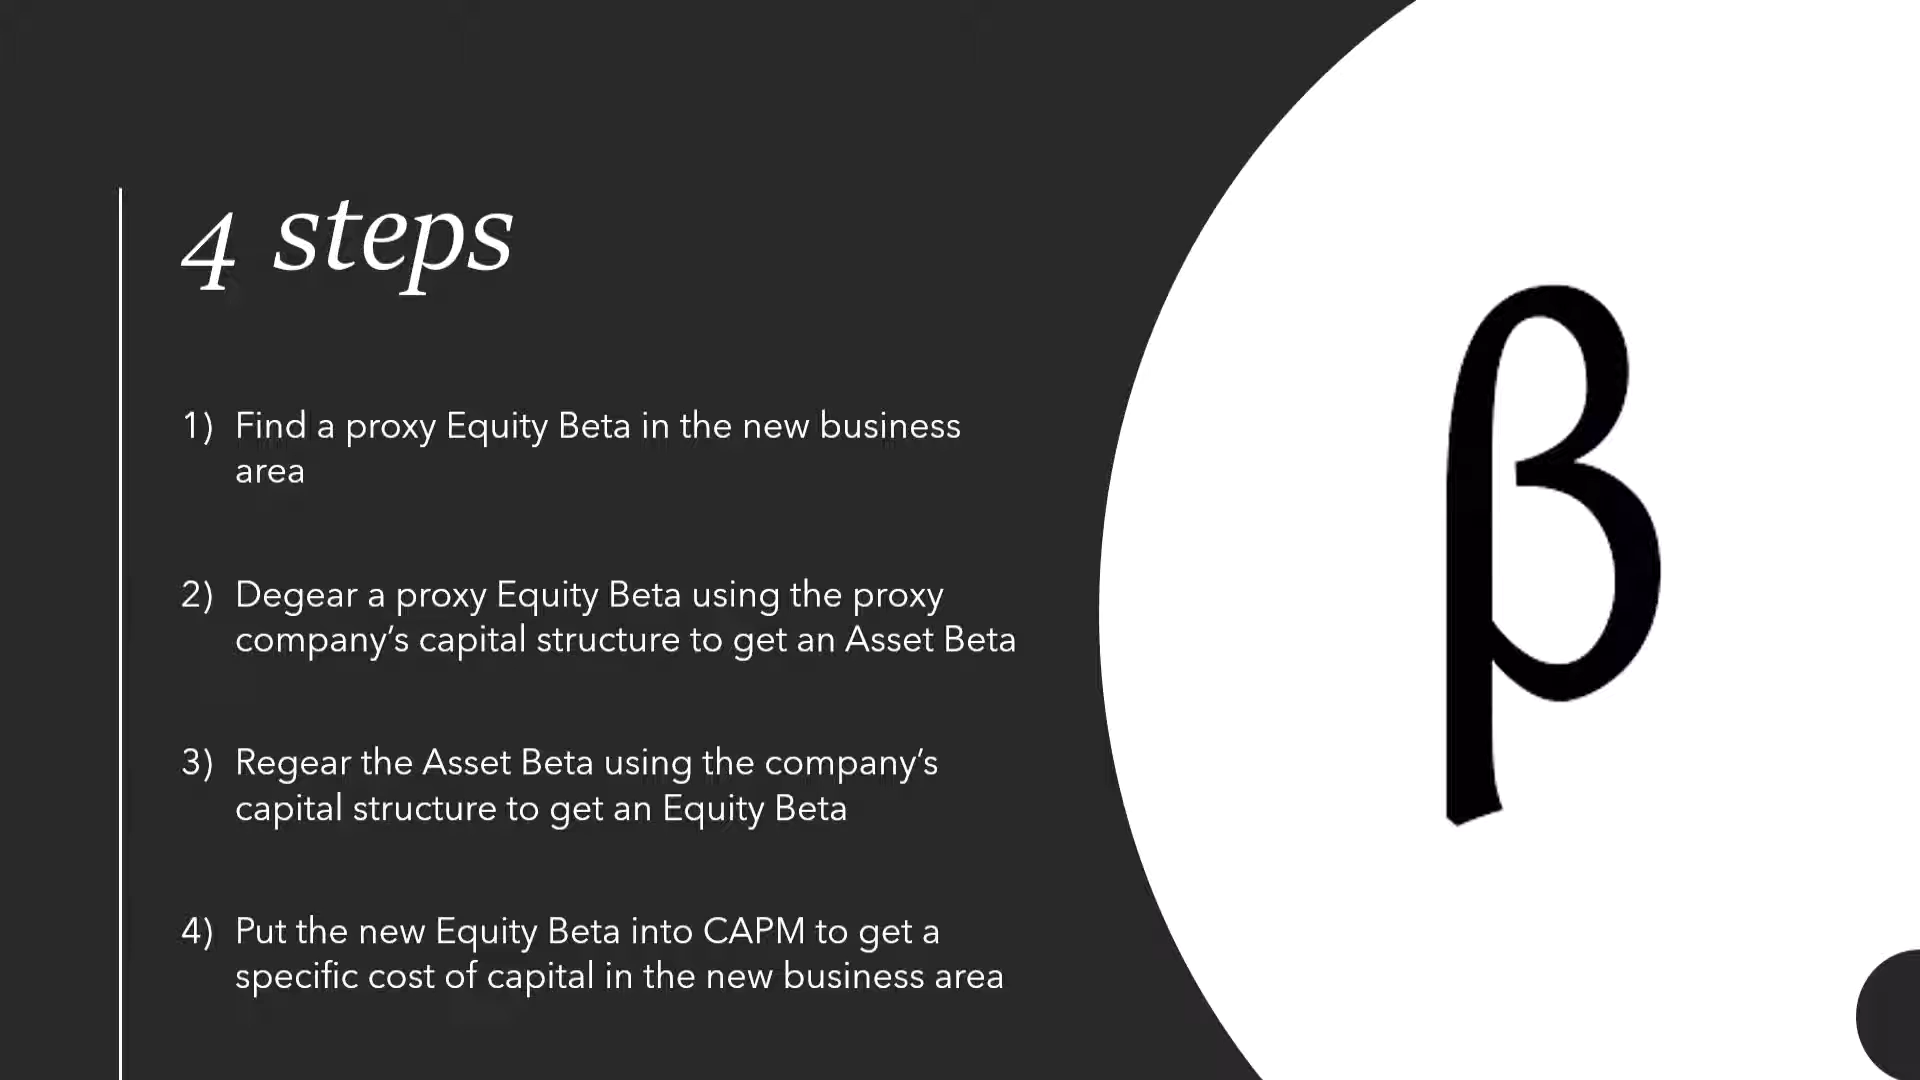 4 steps
1) Find a proxy Equity Beta in the new business
area
2) Degear a proxy Equity Beta using the proxy
company’s capital structure to get an Asset Beta
3) Regear the Asset Beta using the company’s
capital structure to get an Equity Beta
4) Put the new Equity Beta into CAPM to get a
specific cost of capital in the new business area
β